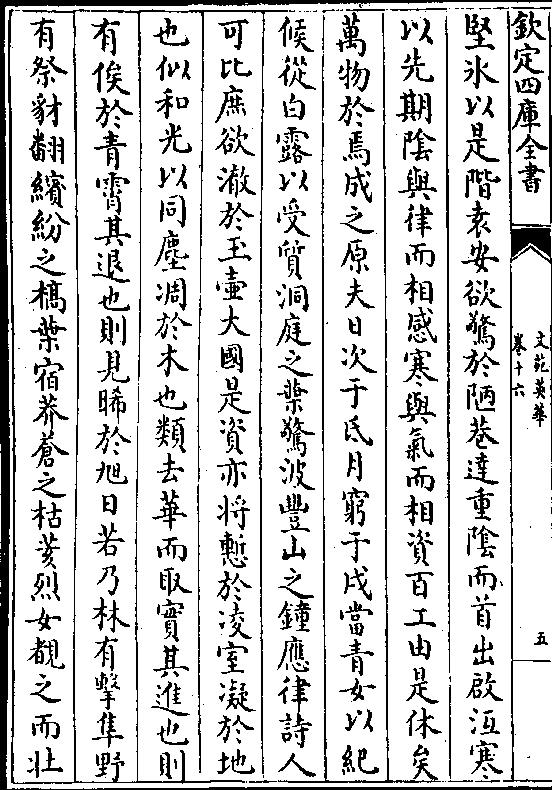 欽定四庫全書
文苑英華
卷十六
五
堅氷以是階袁安欲驚於陋巷達重陰而首出啟沍寒
以先期陰與律而相感寒與氣而相資百工由是休矣
萬物於焉成之原夫日次于氐月窮于戌當青女以紀
候從白露以受質洞庭之葉驚波豐山之鐘應律詩人
可比庶欲澈於玉壺大國是資亦将慙於凌室凝於地
也似和光以同塵凋於木也類去華而取實其進也則
有俟於青霄其退也則見晞於旭日若乃林有擊隼野
有祭豺翻繽紛之槁葉宿莽蒼之枯荄烈女覩之而壯